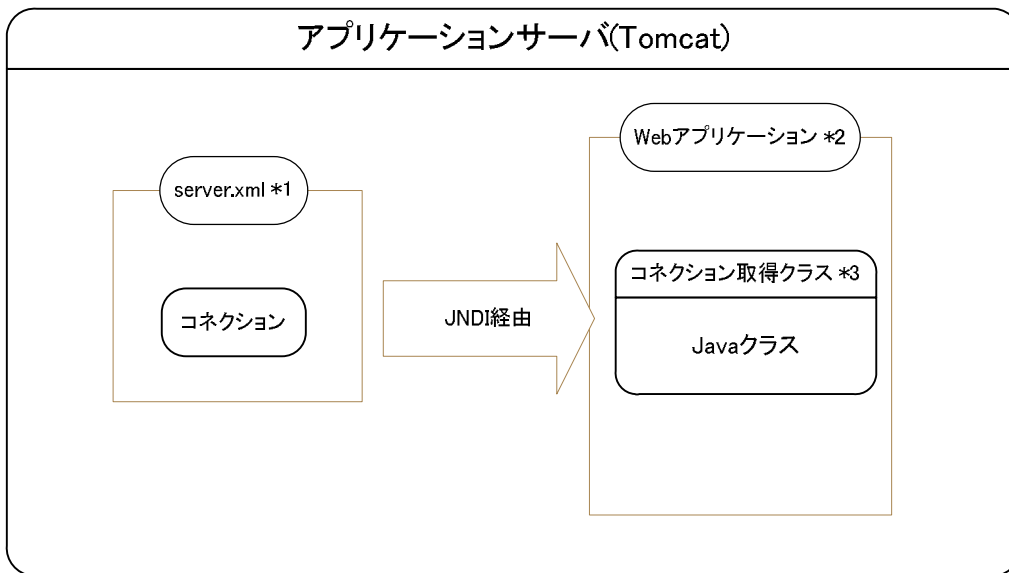 アプリケーションサーバ(Tomcat)
Webアプリケーション *2
server.xml *1
コネクション取得クラス *3
コネクション
JNDI経由
Javaクラス